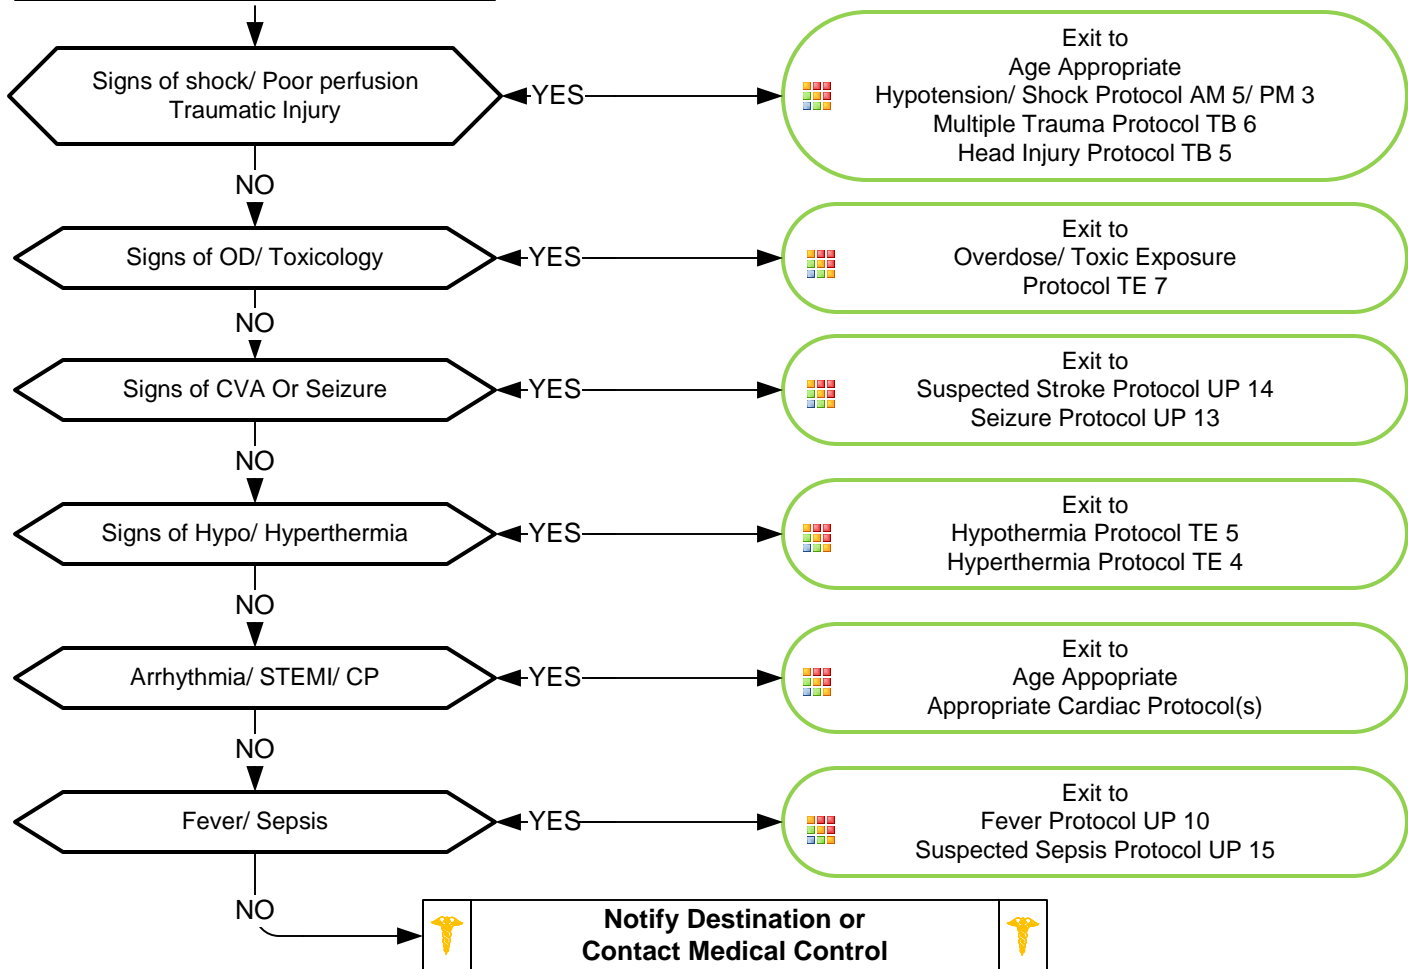 Signs of shock/ Poor perfusion
Traumatic Injury
YES
Exit to
Age Appropriate
Hypotension/ Shock Protocol AM 5/ PM 3
Multiple Trauma Protocol TB 6
Head Injury Protocol TB 5
NO
Signs of OD/ Toxicology
YES
Exit to
Overdose/ Toxic Exposure
Protocol TE 7
NO
Signs of CVA Or Seizure
YES
Exit to
Suspected Stroke Protocol UP 14
Seizure Protocol UP 13
NO
Signs of Hypo/ Hyperthermia
YES
Exit to
Hypothermia Protocol TE 5
Hyperthermia Protocol TE 4
NO
Arrhythmia/ STEMI/ CP
YES
Exit to
Age Appopriate
Appropriate Cardiac Protocol(s)
NO
Fever/ Sepsis
YES
Exit to
Fever Protocol UP 10
Suspected Sepsis Protocol UP 15
NO
Notify Destination or
Contact Medical Control